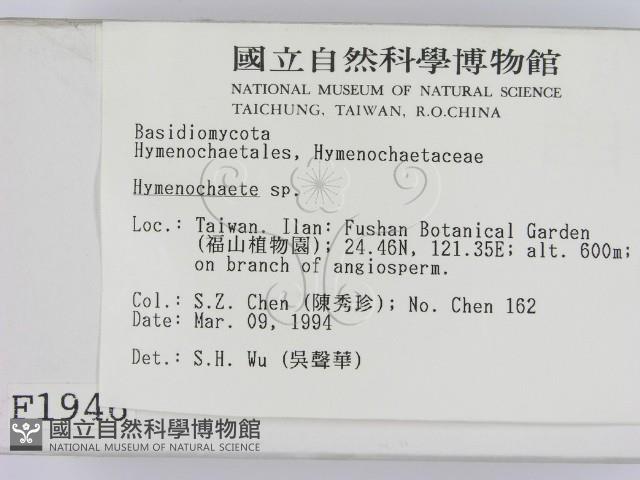 國立自然科學博物館
NATIONAL MUSEUM OF NATURAL SCIENCE
TAICHUNG, TAIWAN, R.O.CHINA
Basidiomycota
Hymenochaetales, Hymenochaetaceae
Hymenochaete sp.
Loc.: Taiwan. Ilan: Fushan Botanical Garden
(福山植物園); 24.46N, 121.35E; alt. 600m;
on branch of angiosperm.
Col.: S.Z. Chen (陳秀珍); No. Chen 162
Date: Mar. 09, 1994
Det.: S.H. Wu (吳聲華)
國立自然科學博物館
NATIONAL MUSEUM OF NATURAL SCIENCE